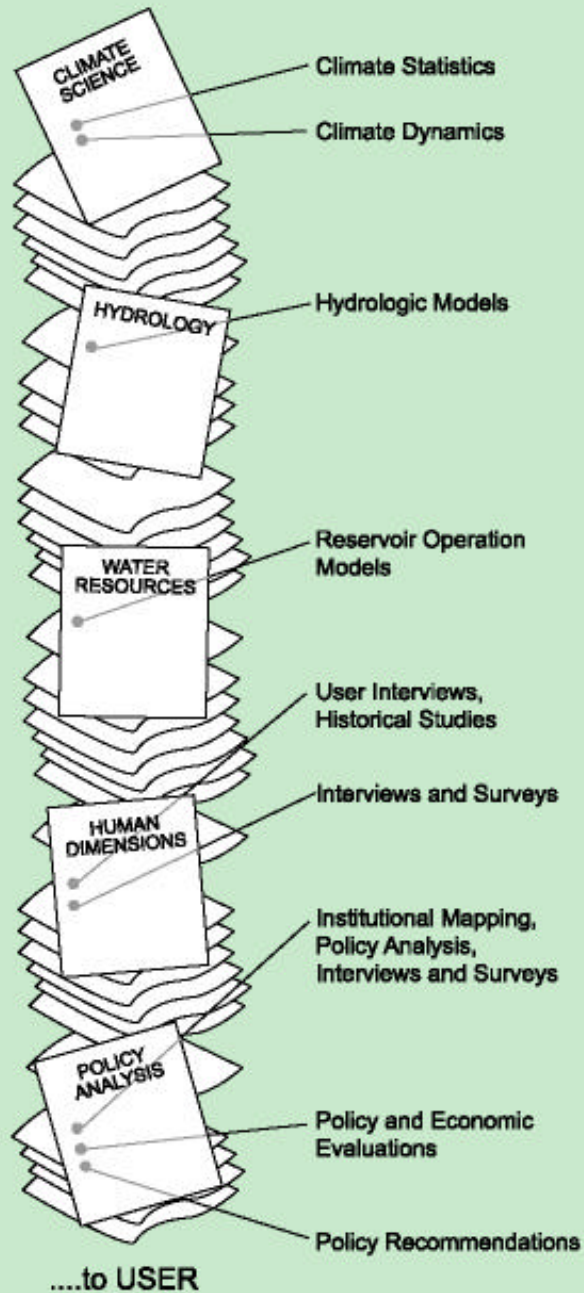 CLIMATE
SCIENCE
Climate Statistics
Climate Dynamics
HYDROLOGY
Hydrologic Models
WATER
RESOURCES
Reservoir Operation
Models
HUMAN
DIMENSIONS
User Interviews,
Historical Studies
Interviews and Surveys
POLICY
ANALYSIS
Institutional Mapping,
Policy Analysis,
Interviews and Surveys
Policy and Economic
Evaluations
Policy Recommendations
....to USER